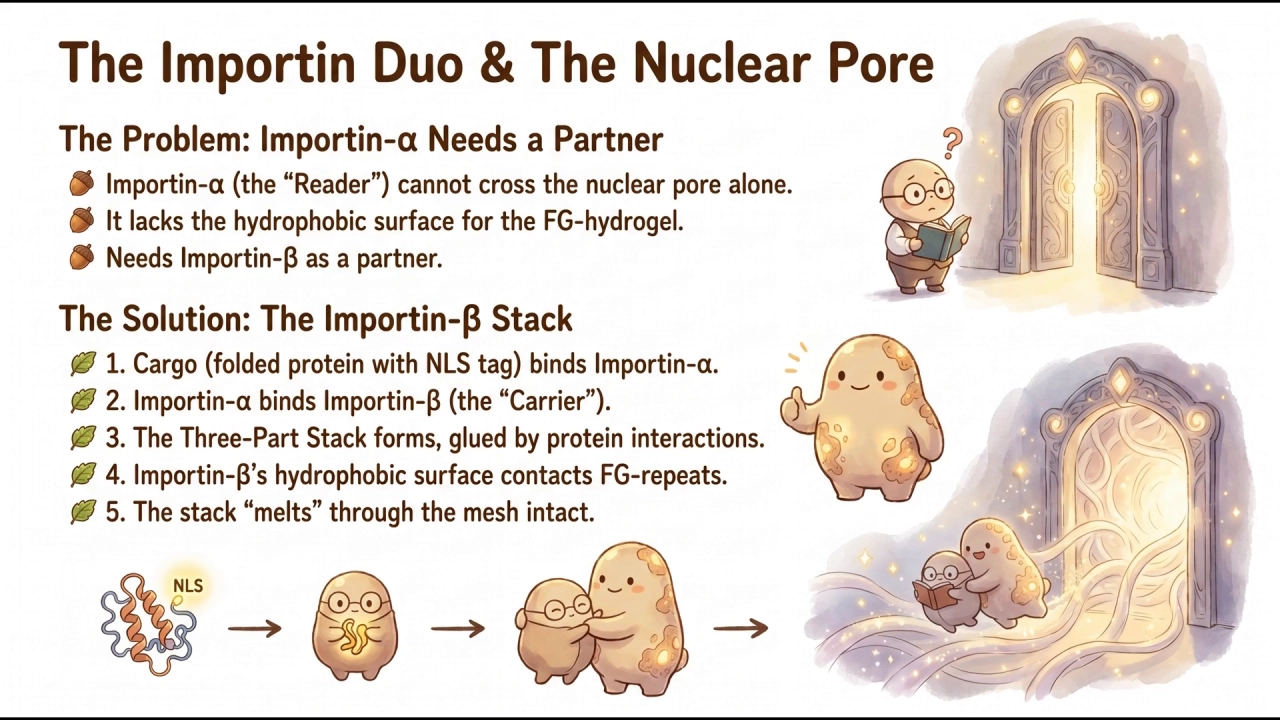 The Importin Duo & The Nuclear Pore
The Problem: Importin-α Needs a Partner
Importin-α (the “Reader”) cannot cross the nuclear pore alone.
It lacks the hydrophobic surface for the FG-hydrogel.
Needs Importin-β as a partner.
?
The Solution: The Importin-β Stack
1. Cargo (folded protein with NLS tag) binds Importin-α.
2. Importin-α binds Importin-β (the “Carrier”).
3. The Three-Part Stack forms, glued by protein interactions.
4. Importin-β’s hydrophobic surface contacts FG-repeats.
5. The stack “melts” through the mesh intact.
NLS